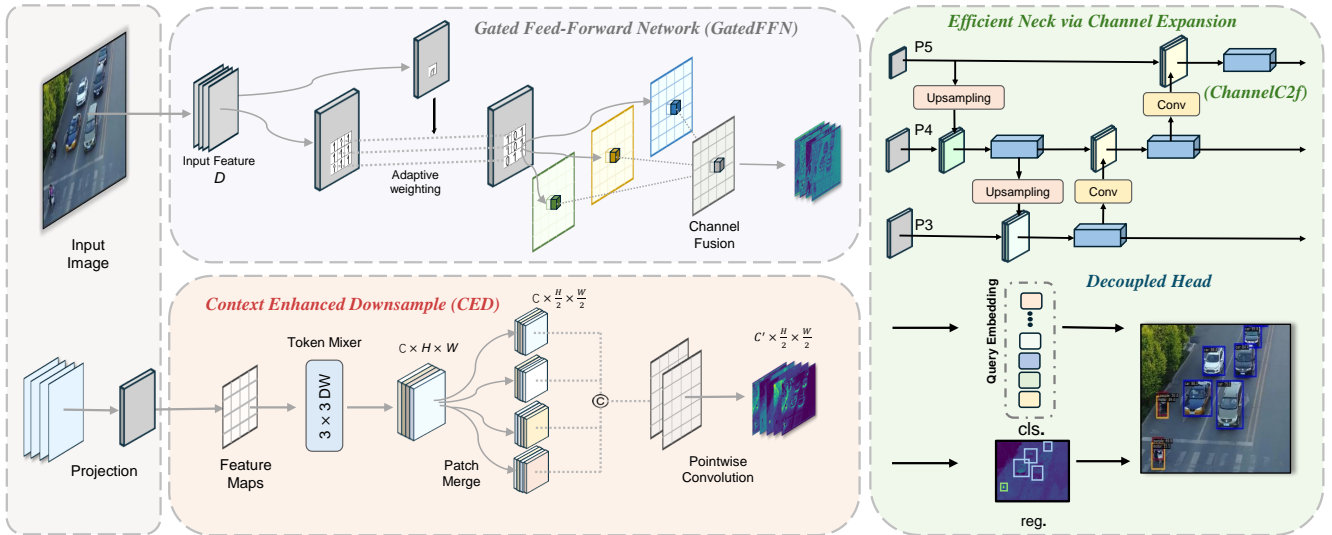 Input
Image
Projection
Gated Feed-Forward Network (GatedFFN)
Input Feature
D
Adaptive
weighting
Channel
Fusion
Context Enhanced Downsample (CED)
Feature
Maps
Token Mixer
3 × 3 DW
C × H × W
Patch
Merge
C × H/2 × W/2
C
Pointwise
Convolution
C′ × H/2 × W/2
Efficient Neck via Channel Expansion
P5
(ChannelC2f)
Upsampling
Conv
P4
Upsampling
Conv
P3
Decoupled Head
Query Embedding
cls.
reg.